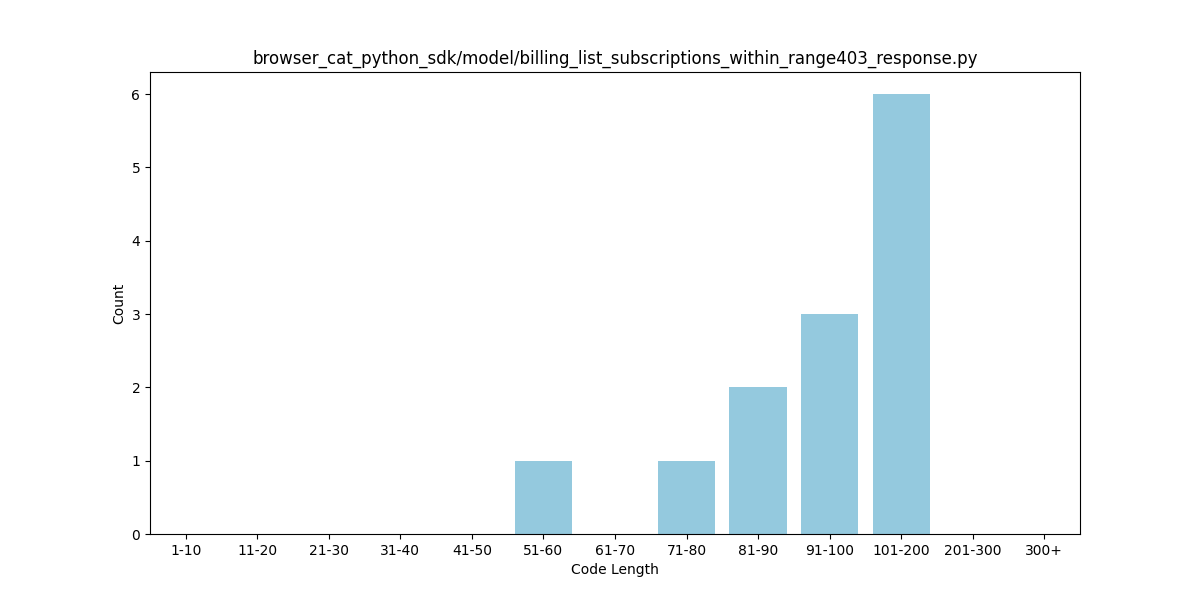 browser_cat_python_sdk/model/billing_list_subscriptions_within_range403_response.py
6
5
4
3
2
1
0
Count
1-10 11-20 21-30 31-40 41-50 51-60 61-70 71-80 81-90 91-100 101-200 201-300 300+
Code Length